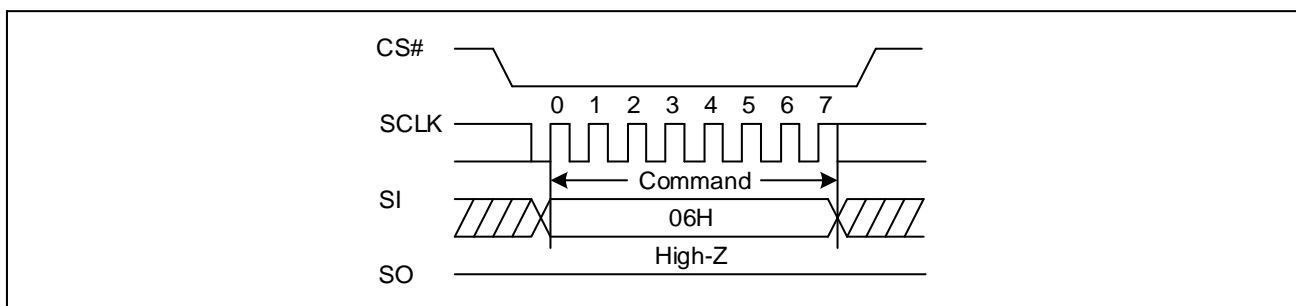 CS#
0 1 2 3 4 5 6 7
SCLK
Command
SI
06H
High-Z
SO